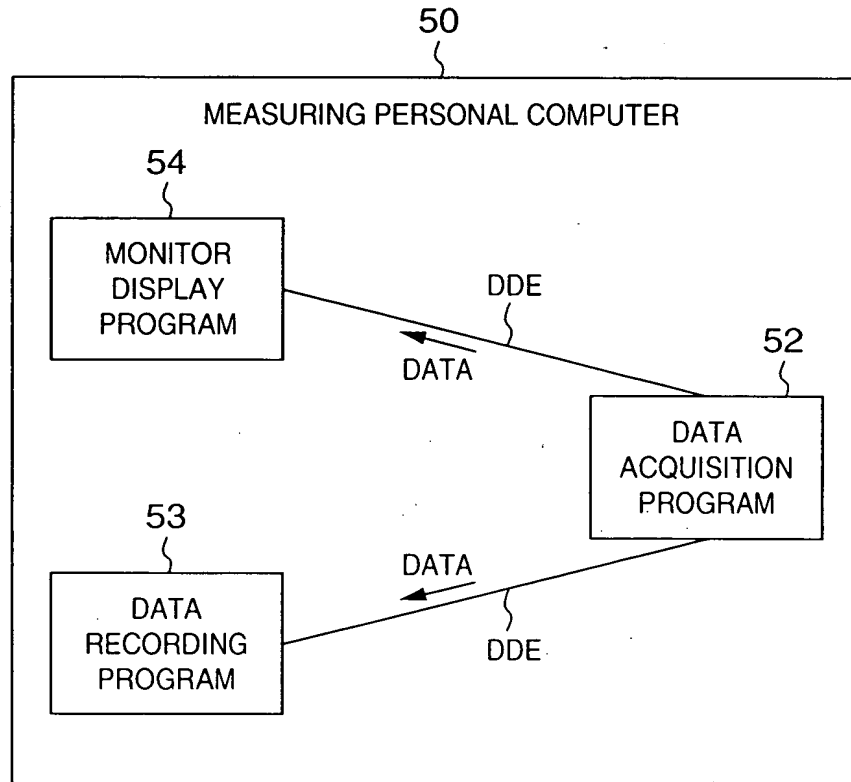 50
MEASURING PERSONAL COMPUTER
54
MONITOR
DISPLAY
PROGRAM
DDE
DATA
52
DATA
ACQUISITION
PROGRAM
53
DATA
RECORDING
PROGRAM
DATA
DDE